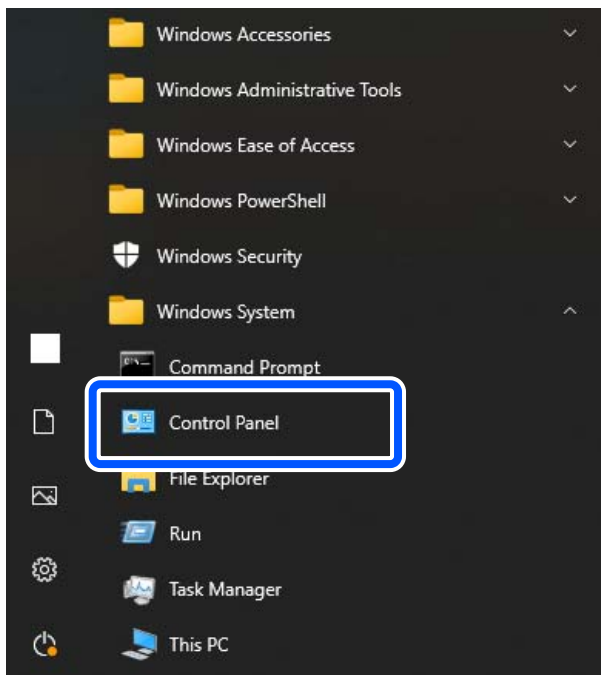 Windows Accessories
Windows Administrative Tools
Windows Ease of Access
Windows PowerShell
Windows Security
Windows System
Command Prompt
Control Panel
File Explorer
Run
Task Manager
This PC